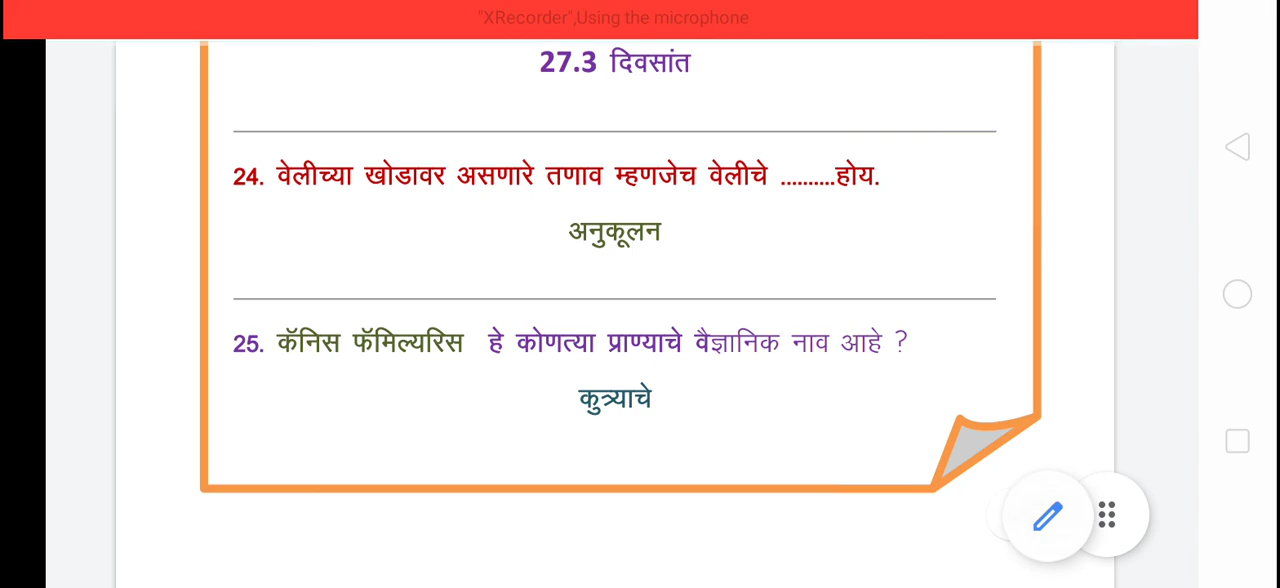 "XRecorder",Using the microphone
27.3 दिवसांत
24. वेलीच्या खोडावर असणारे तणाव म्हणजेच वेलीचे ..........होय.
अनुकूलन
25. कॅनिस फॅमिल्यरिस हे कोणत्या प्राण्याचे वैज्ञानिक नाव आहे ?
कुत्र्याचे